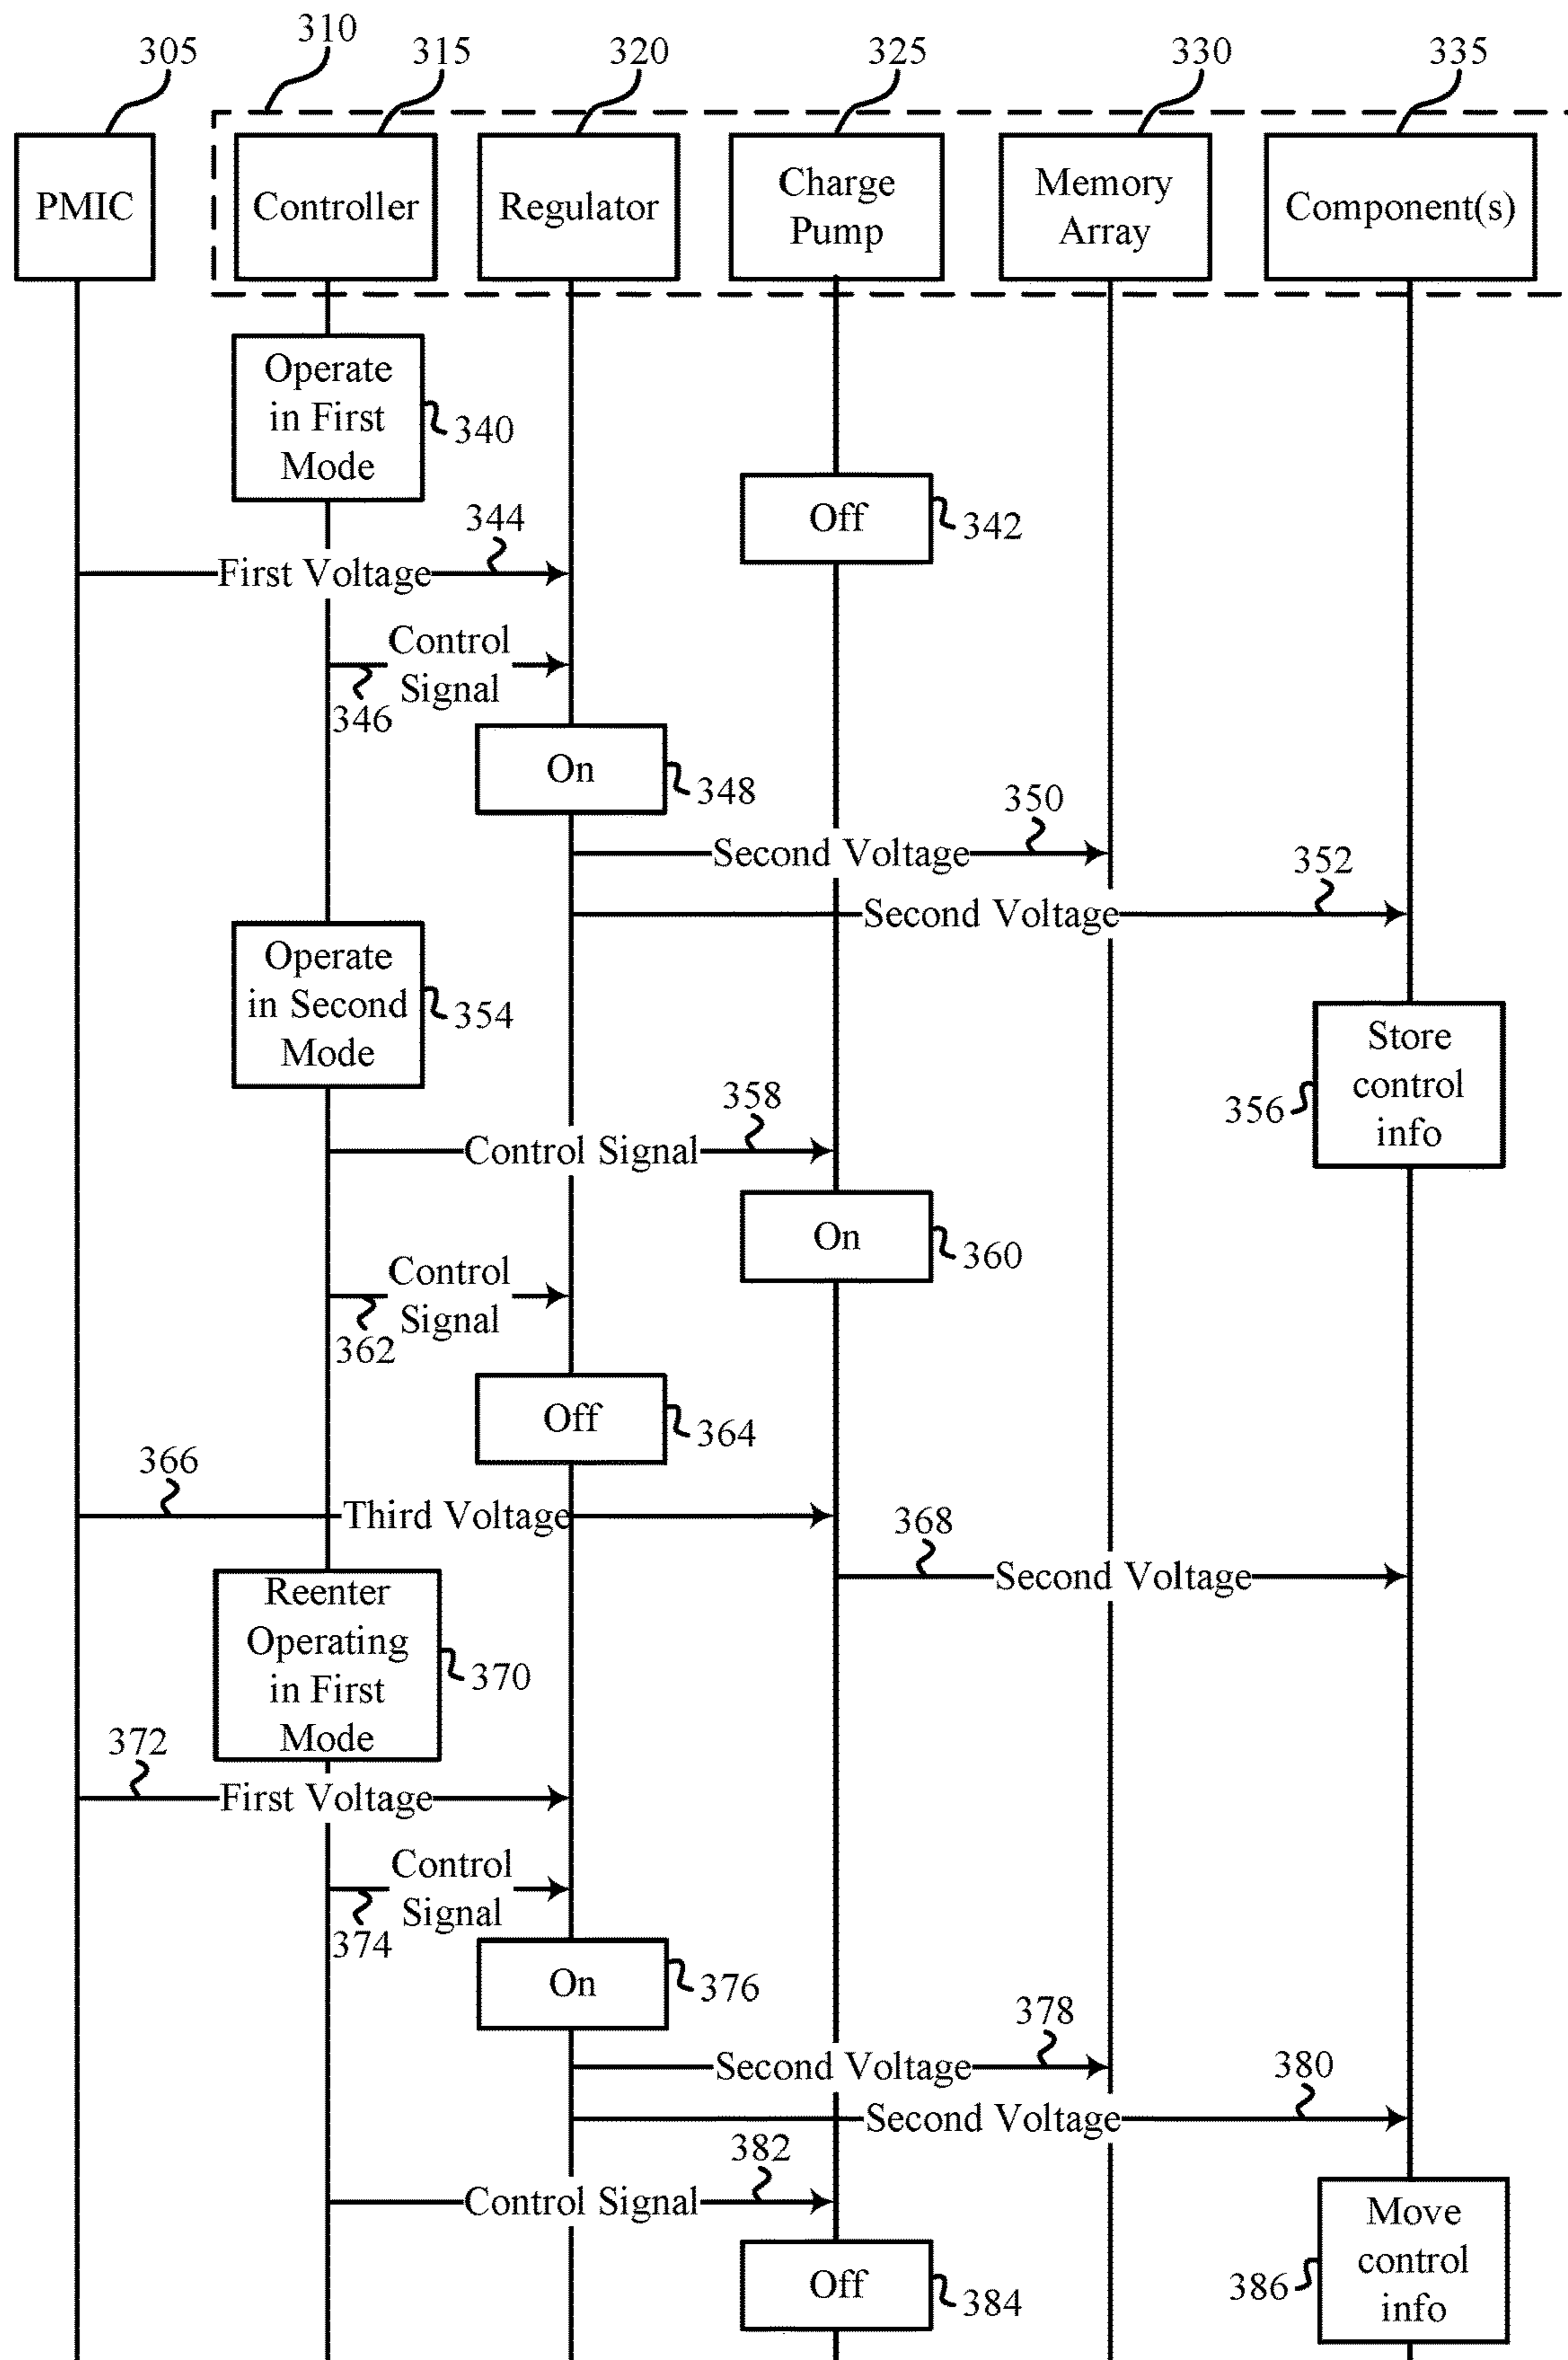 310
305
315
320
325
330
335
PMIC
Controller
Regulator
Charge
Pump
Memory
Array
Component(s)
Operate
in First
Mode
340
Off
342
344
First Voltage
Control
Signal
346
On
348
350
Second Voltage
352
Second Voltage
Operate
in Second
Mode
354
Store
control
info
356
358
Control Signal
On
360
Control
Signal
362
Off
364
366
Third Voltage
368
Second Voltage
Reenter
Operating
in First
Mode
370
372
First Voltage
Control
Signal
374
On
376
378
Second Voltage
380
Second Voltage
382
Control Signal
Off
384
Move
control
info
386